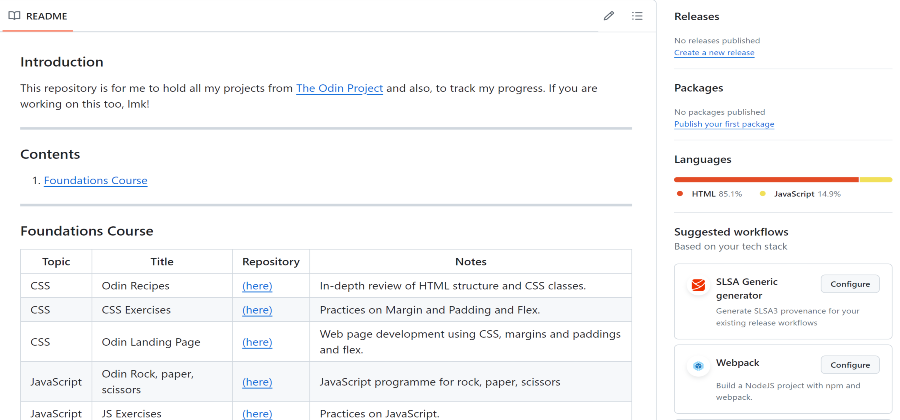 README
Introduction
This repository is for me to hold all my projects from The Odin Project and also, to track my progress. If you are
working on this too, lmk!
Contents
1. Foundations Course
Foundations Course
Topic Title Repository Notes
CSS Odin Recipes (here) In-depth review of HTML structure and CSS classes.
CSS CSS Exercises (here) Practices on Margin and Padding and Flex.
CSS Odin Landing Page (here) Web page development using CSS, margins and paddings
and flex.
JavaScript Odin Rock, paper,
scissors (here) JavaScript programme for rock, paper, scissors
JavaScript JS Exercises (here) Practices on JavaScript.
Releases
No releases published
Create a new release
Packages
No packages published
Publish your first package
Languages
HTML 85.1% JavaScript 14.9%
Suggested workflows
Based on your tech stack
SLSA Generic
generator
Configure
Generate SLSA3 provenance for your
existing release workflows
Webpack
Configure
Build a NodeJS project with npm and
webpack.